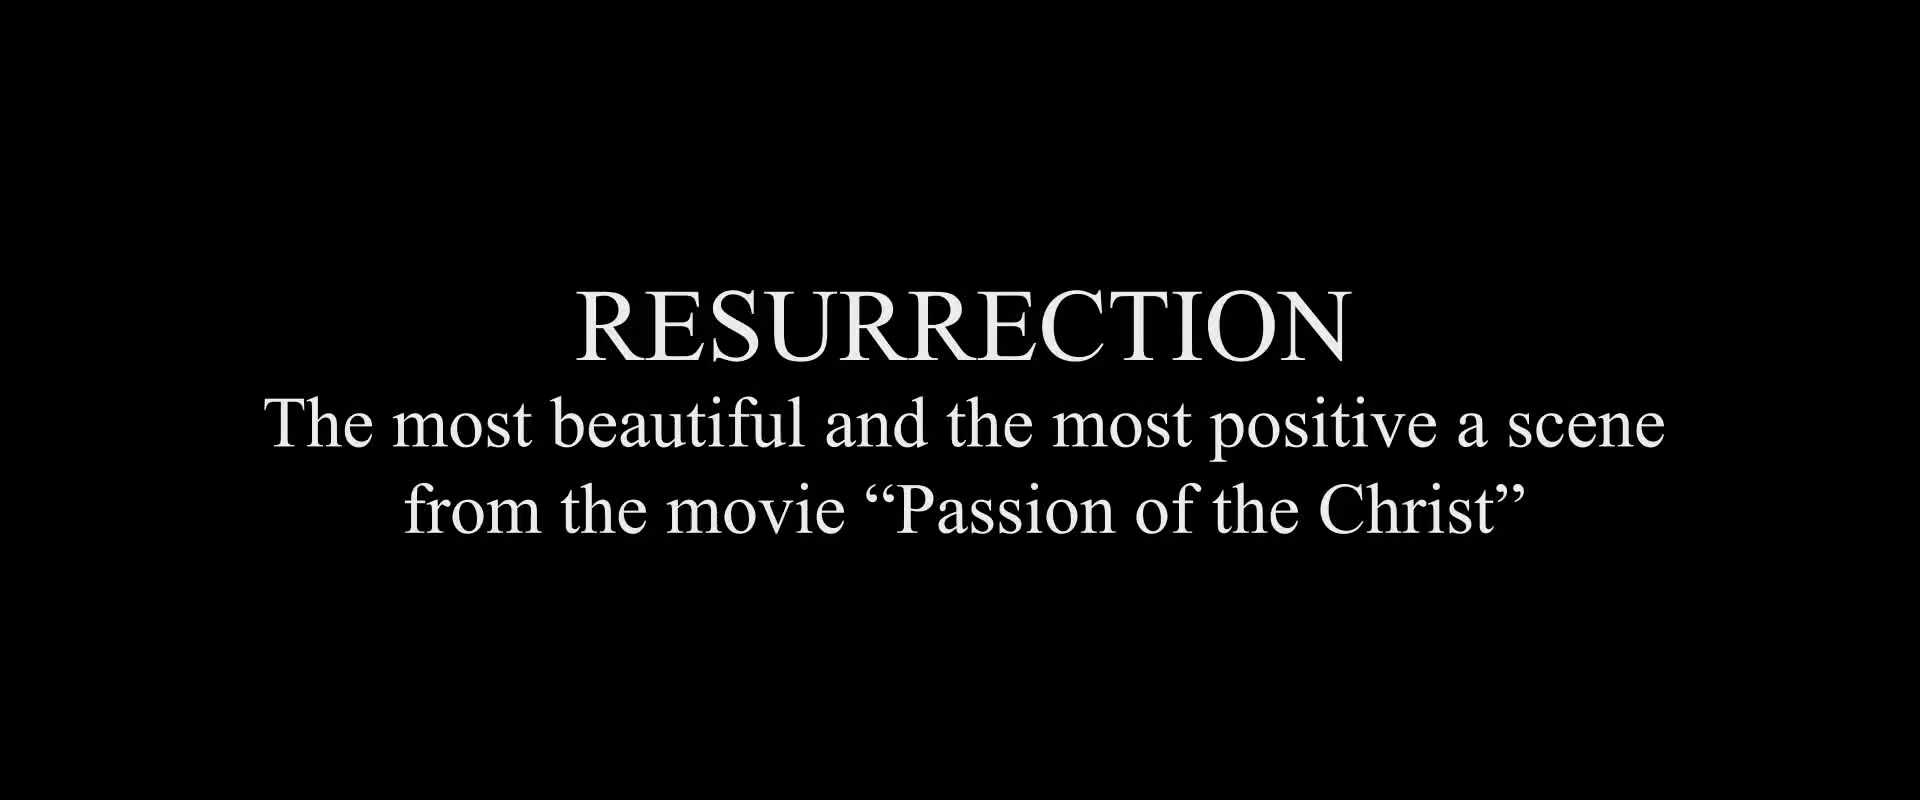 RESURRECTION
The most beautiful and the most positive a scene
from the movie “Passion of the Christ”